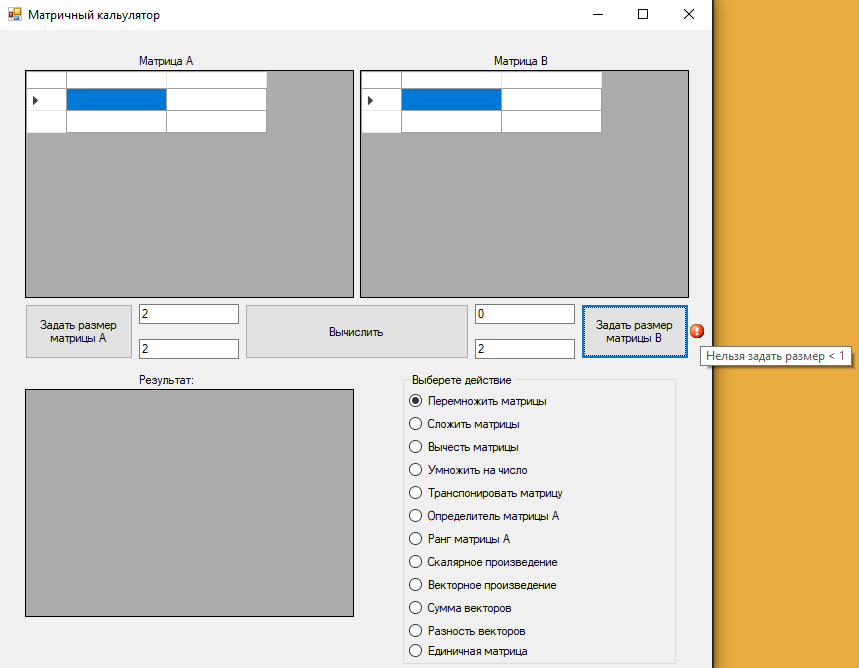 Матричный кальулятор
Матрица А
Матрица В
Задать размер
матрицы А
2
2
Вычислить
0
2
Задать размер
матрицы В
Нельзя задать размер < 1
Результат:
Выберете действие
Перемножить матрицы
Сложить матрицы
Вычесть матрицы
Умножить на число
Транспонировать матрицу
Определитель матрицы А
Ранг матрицы А
Скалярное произведение
Векторное произведение
Сумма векторов
Разность векторов
Единичная матрица